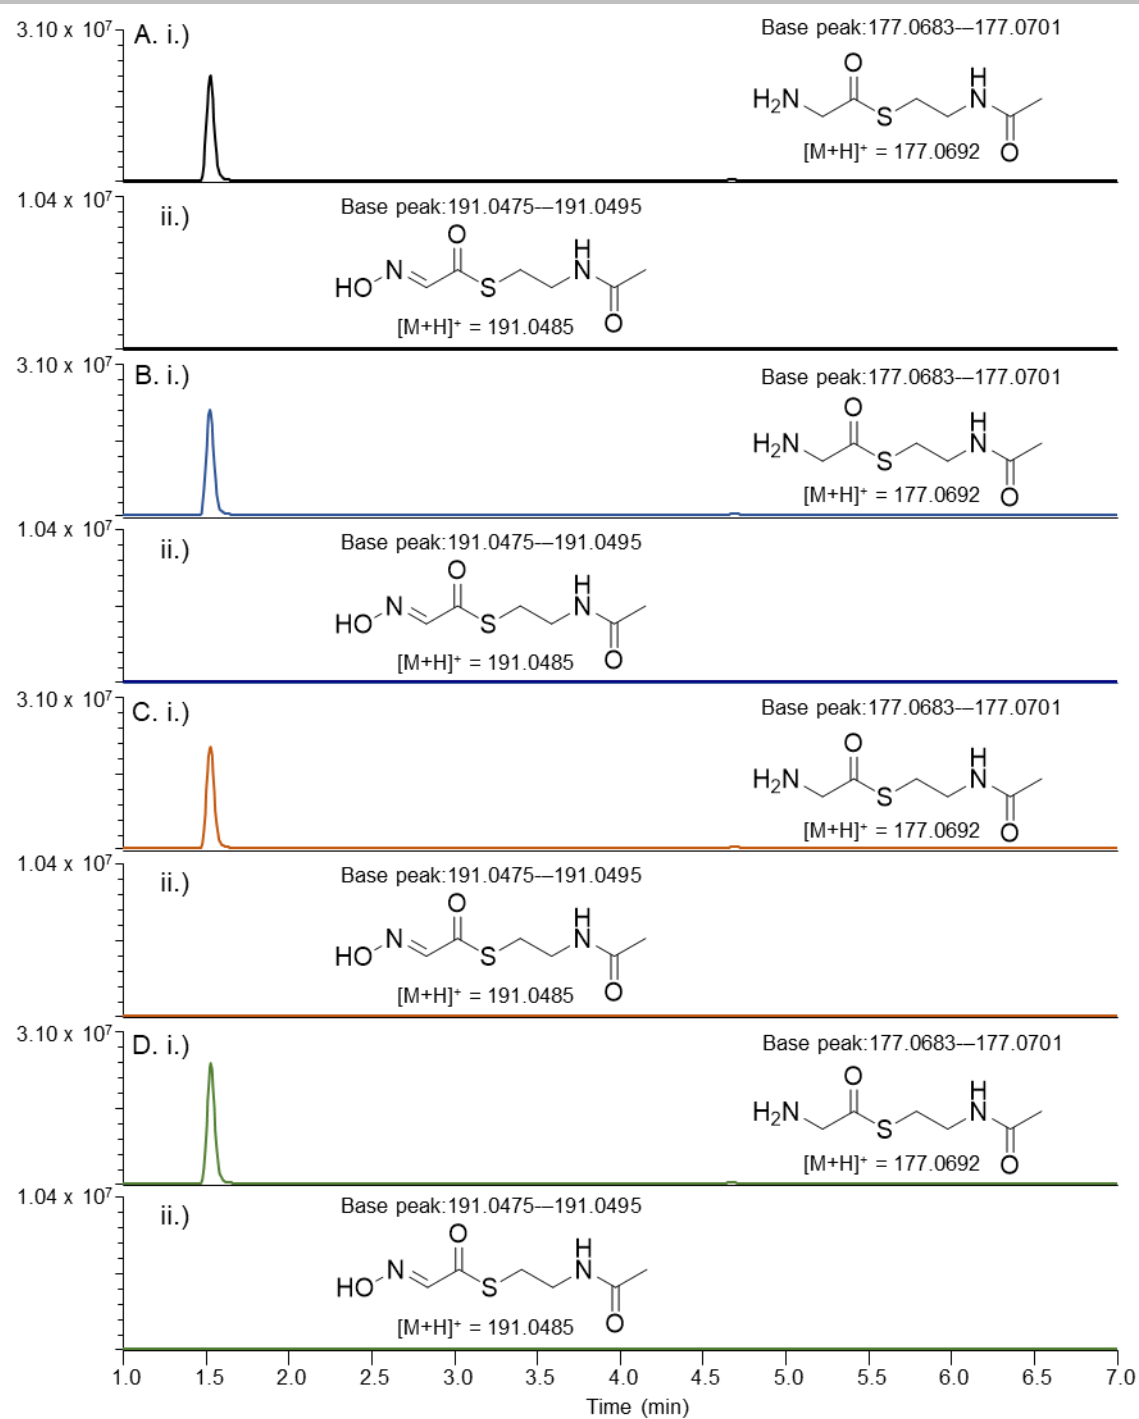 3.10 x 10⁷
A. i.)
Base peak:177.0683---177.0701
O
H
H₂N
N
S
[M+H]⁺ = 177.0692
O
1.04 x 10⁷
ii.)
Base peak:191.0475---191.0495
O
H
N
N
HO
S
[M+H]⁺ = 191.0485
O
3.10 x 10⁷
B. i.)
Base peak:177.0683---177.0701
O
H
H₂N
N
S
[M+H]⁺ = 177.0692
O
1.04 x 10⁷
ii.)
Base peak:191.0475---191.0495
O
H
N
N
HO
S
[M+H]⁺ = 191.0485
O
3.10 x 10⁷
C. i.)
Base peak:177.0683---177.0701
O
H
H₂N
N
S
[M+H]⁺ = 177.0692
O
1.04 x 10⁷
ii.)
Base peak:191.0475---191.0495
O
H
N
N
HO
S
[M+H]⁺ = 191.0485
O
3.10 x 10⁷
D. i.)
Base peak:177.0683---177.0701
O
H
H₂N
N
S
[M+H]⁺ = 177.0692
O
1.04 x 10⁷
ii.)
Base peak:191.0475---191.0495
O
H
N
N
HO
S
[M+H]⁺ = 191.0485
O
1.0 1.5 2.0 2.5 3.0 3.5 4.0 4.5 5.0 5.5 6.0 6.5 7.0
Time (min)